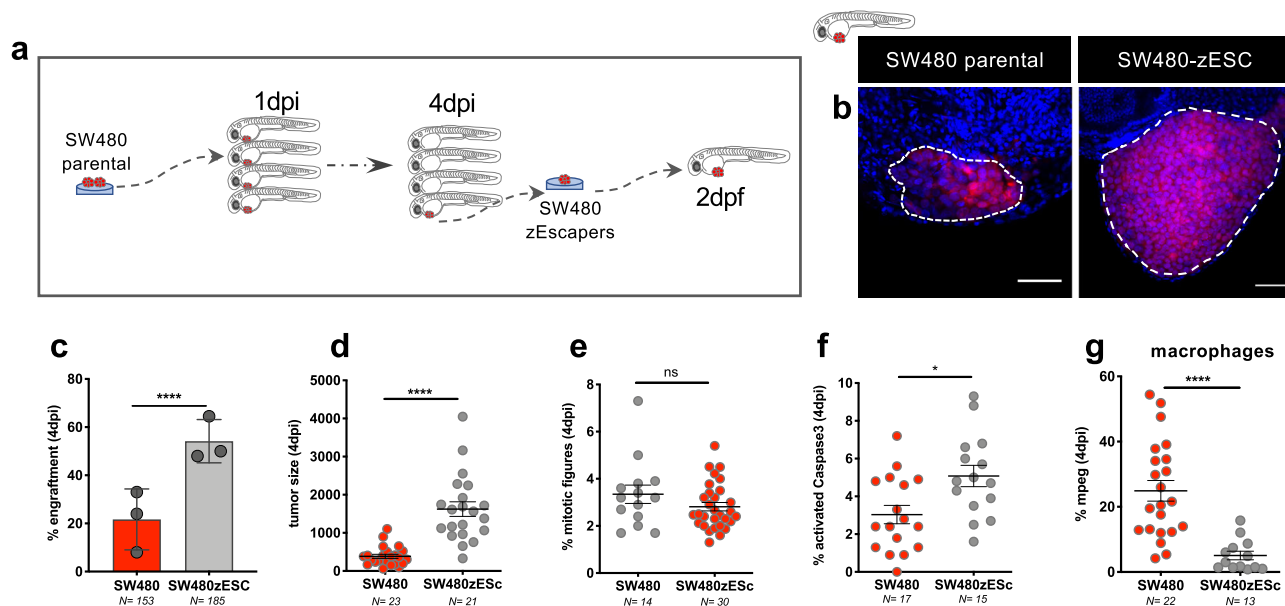 a
1dpi
4dpi
SW480
parental
SW480
zEscapers
2dpf
SW480 parental
SW480-zESC
b
c
% engraftment (4dpi)
80
60
40
20
0
****
SW480
SW480zESC
N= 153
N= 185
d
tumor size (4dpi)
5000
4000
3000
2000
1000
0
****
SW480
SW480zESc
N= 23
N= 21
e
% mitotic figures (4dpi)
8
6
4
2
0
ns
SW480
SW480zESc
N= 14
N= 30
f
% activated Caspase3 (4dpi)
10
8
6
4
2
0
*
SW480
SW480zESc
N= 17
N= 15
g
macrophages
% mpeg (4dpi)
60
40
20
0
****
SW480
SW480zESc
N= 22
N= 13